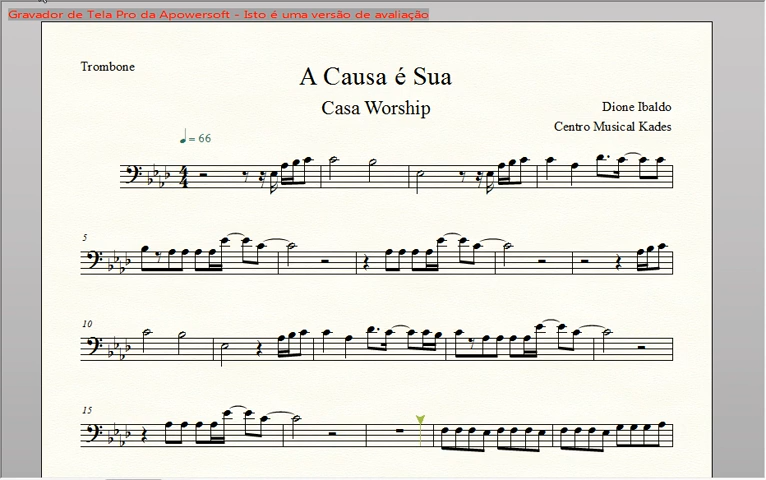 Gravador de Tela Pro da Apowersoft - Isto é uma versão de avaliação
Trombone
A Causa é Sua
Casa Worship
Dione Ibaldo
Centro Musical Kades
= 66
5
10
15